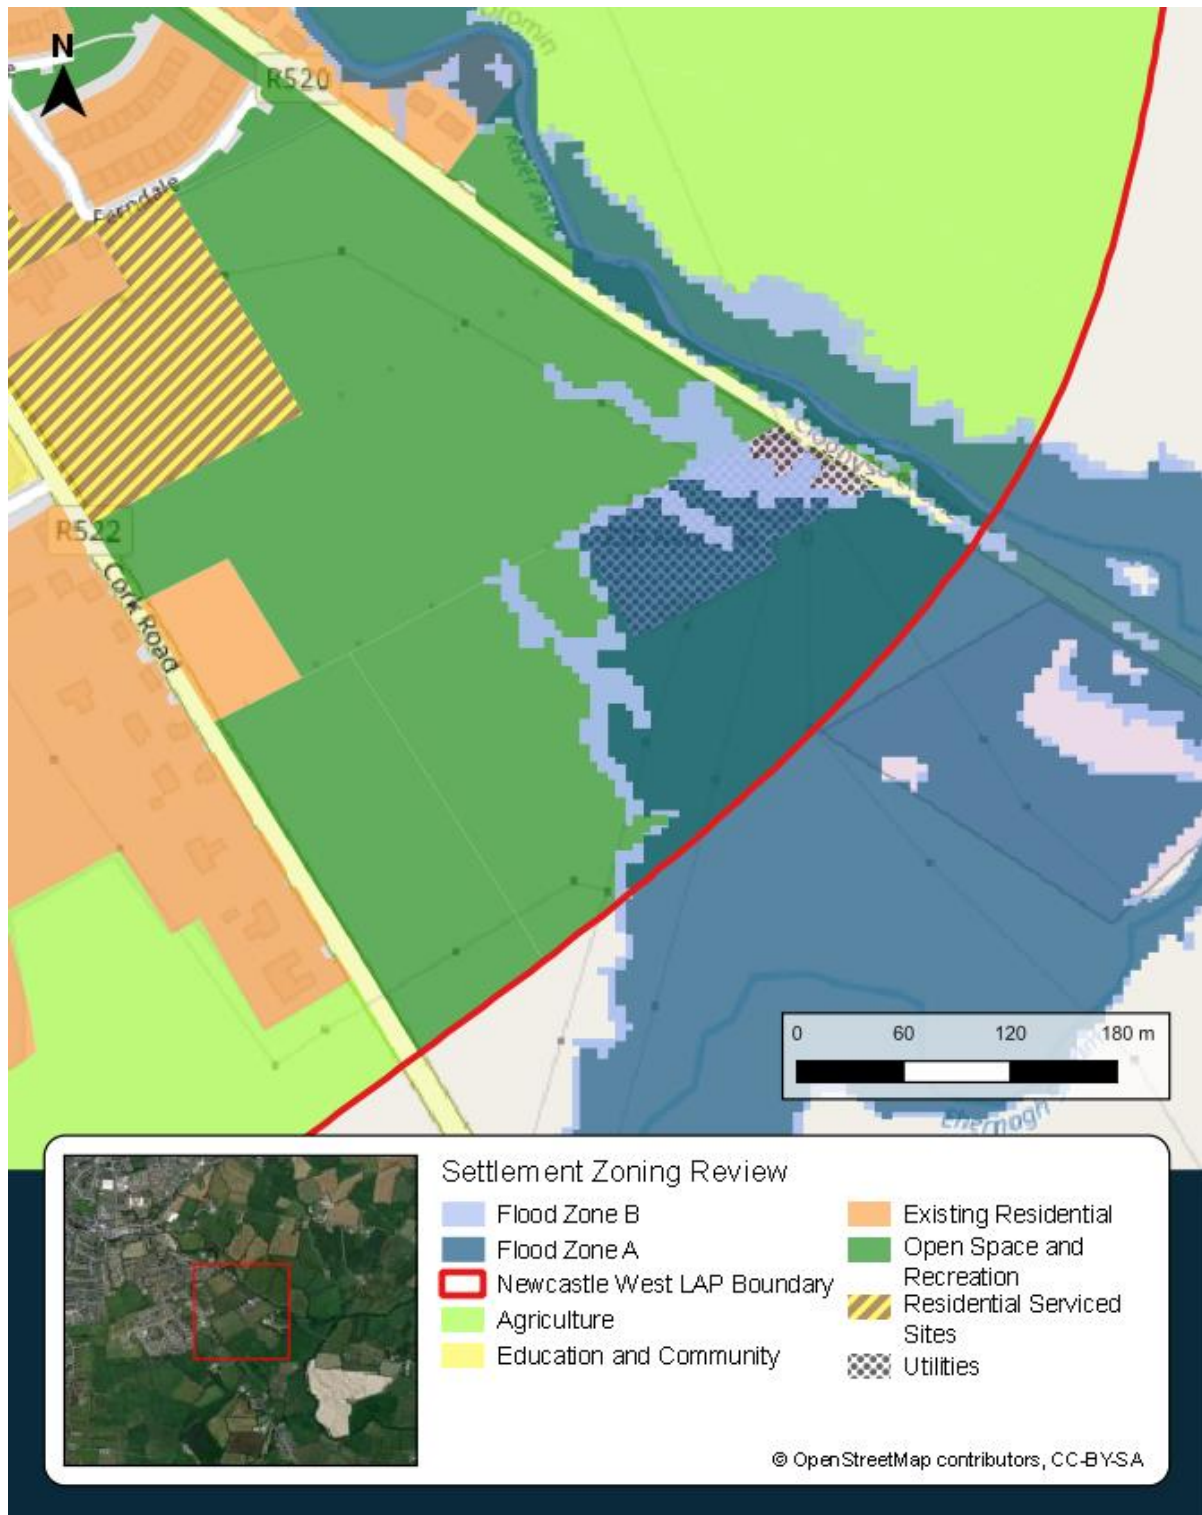 N
R520
Ferndale
R522
Cork Road
0 60 120 180 m
Settlement Zoning Review
Flood Zone B
Flood Zone A
Newcastle West LAP Boundary
Agriculture
Education and Community
Existing Residential
Open Space and
Recreation
Residential Serviced
Sites
Utilities
© OpenStreetMap contributors, CC-BY-SA